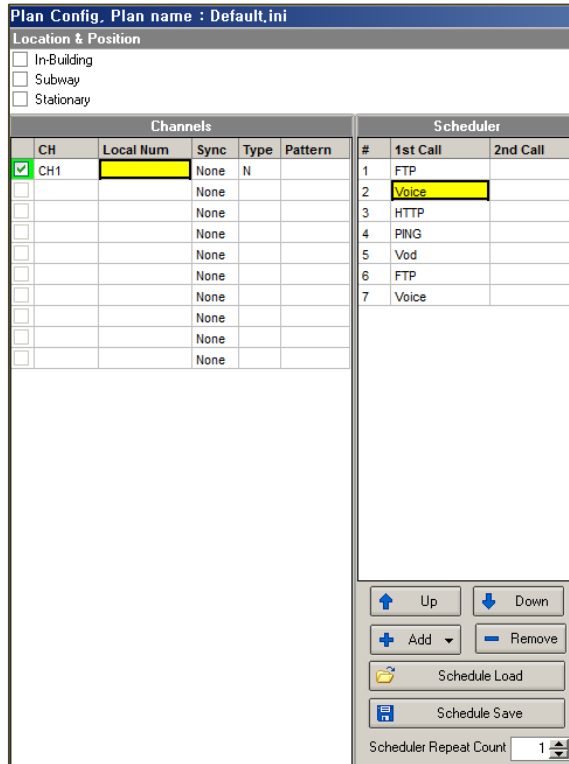 Plan Config, Plan name : Default.ini
Location & Position
In-Building
Subway
Stationary
Channels
CH Local Num Sync Type Pattern
CH1 None N
None
None
None
None
None
None
None
None
None
Scheduler
# 1st Call 2nd Call
1 FTP
2 Voice
3 HTTP
4 PING
5 Vod
6 FTP
7 Voice
Up Down
Add Remove
Schedule Load
Schedule Save
Scheduler Repeat Count 1